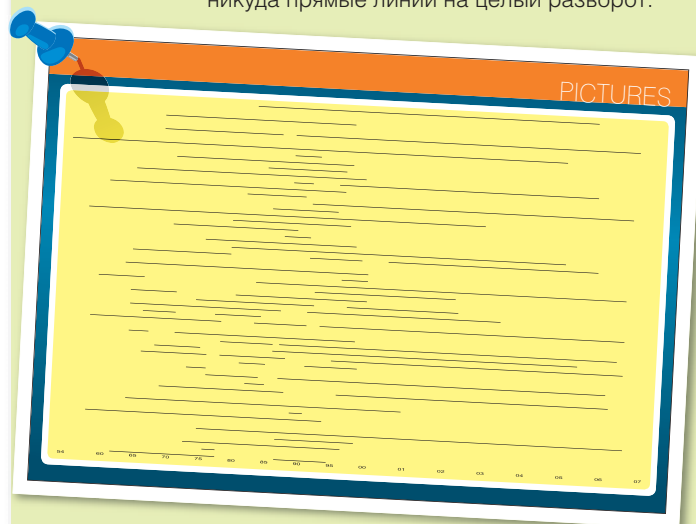 никуда прямые линии на целый разворот.
PICTURES
54 60 65 70 75 80 85 90 95 00 01 02 03 04 05 06 07